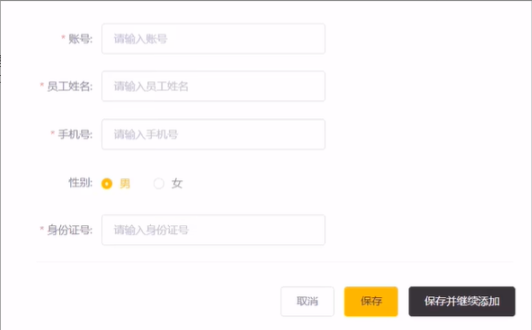 * 账号: 请输入账号
* 员工姓名: 请输入员工姓名
* 手机号: 请输入手机号
性别: 男 女
* 身份证号: 请输入身份证号
取消 保存 保存并继续添加